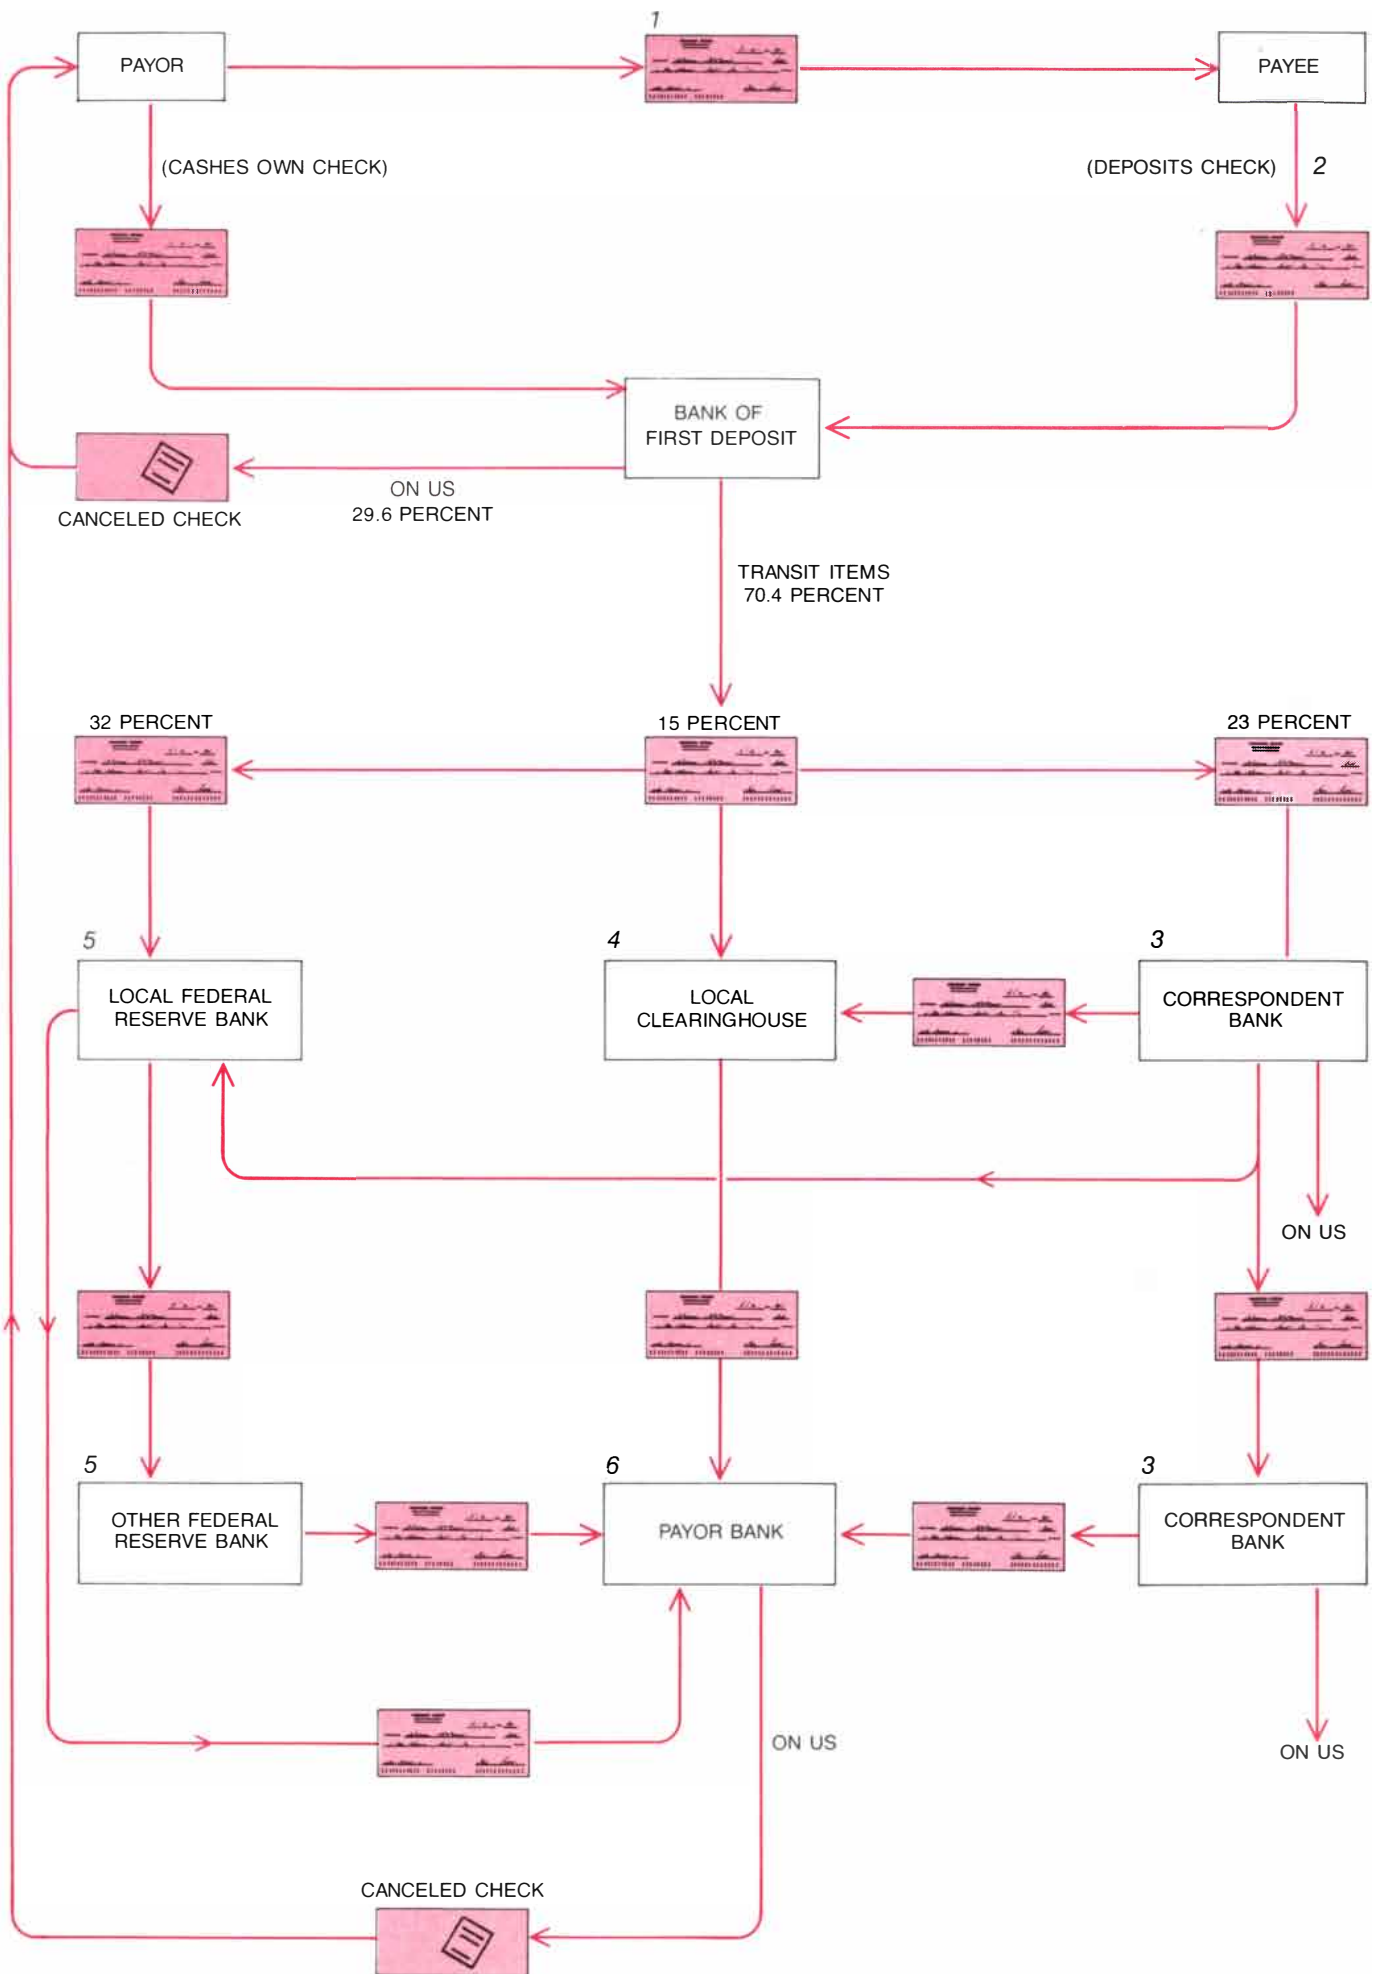 1
PAYOR
PAYEE
(CASHES OWN CHECK)
(DEPOSITS CHECK) 2
BANK OF
FIRST DEPOSIT
CANCELED CHECK
ON US
29.6 PERCENT
TRANSIT ITEMS
70.4 PERCENT
32 PERCENT
15 PERCENT
23 PERCENT
5
4
3
LOCAL FEDERAL
RESERVE BANK
LOCAL
CLEARINGHOUSE
CORRESPONDENT
BANK
ON US
5
6
3
OTHER FEDERAL
RESERVE BANK
PAYOR BANK
CORRESPONDENT
BANK
ON US
ON US
CANCELED CHECK